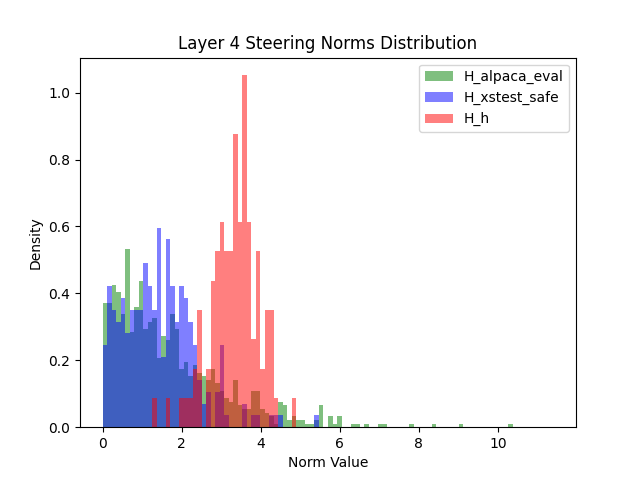 Layer 4 Steering Norms Distribution
H_alpaca_eval
H_xstest_safe
H_h
Density
1.0
0.8
0.6
0.4
0.2
0.0
0 2 4 6 8 10
Norm Value